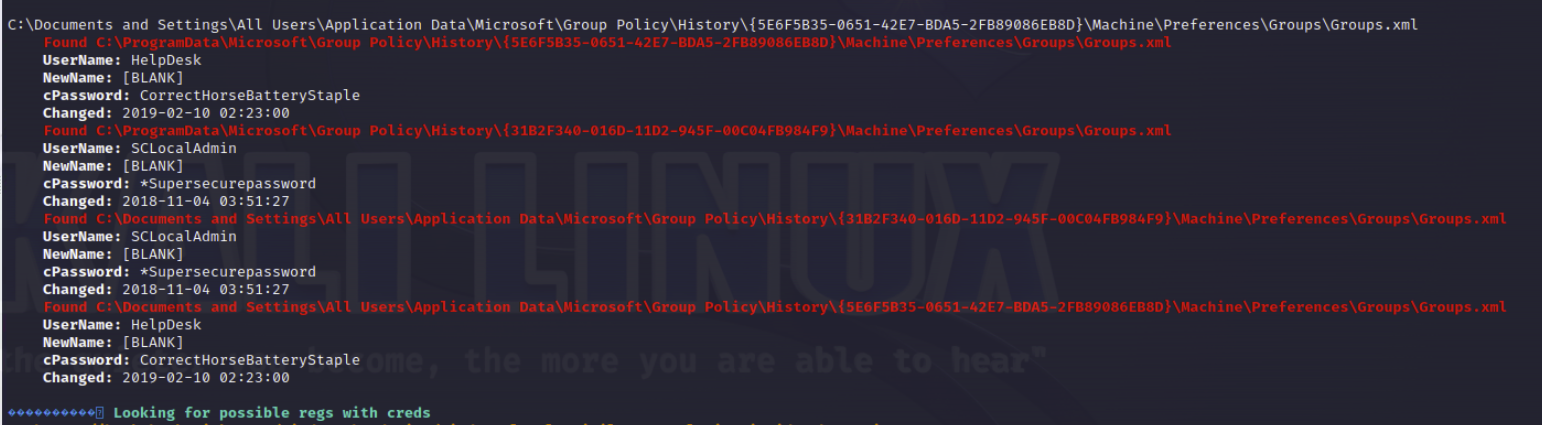 C:\Documents and Settings\All Users\Application Data\Microsoft\Group Policy\History\{5E6F5B35-0651-42E7-BDA5-2FB89086EB8D}\Machine\Preferences\Groups\Groups.xml
Found C:\ProgramData\Microsoft\Group Policy\History\{5E6F5B35-0651-42E7-BDA5-2FB89086EB8D}\Machine\Preferences\Groups\Groups.xml
UserName: HelpDesk
NewName: [BLANK]
cPassword: CorrectHorseBatteryStaple
Changed: 2019-02-10 02:23:00
Found C:\ProgramData\Microsoft\Group Policy\History\{31B2F340-016D-11D2-945F-00C04FB984F9}\Machine\Preferences\Groups\Groups.xml
UserName: SCLocalAdmin
NewName: [BLANK]
cPassword: *Supersecurepassword
Changed: 2018-11-04 03:51:27
Found C:\Documents and Settings\All Users\Application Data\Microsoft\Group Policy\History\{31B2F340-016D-11D2-945F-00C04FB984F9}\Machine\Preferences\Groups\Groups.xml
UserName: SCLocalAdmin
NewName: [BLANK]
cPassword: *Supersecurepassword
Changed: 2018-11-04 03:51:27
Found C:\Documents and Settings\All Users\Application Data\Microsoft\Group Policy\History\{5E6F5B35-0651-42E7-BDA5-2FB89086EB8D}\Machine\Preferences\Groups\Groups.xml
UserName: HelpDesk
NewName: [BLANK]
cPassword: CorrectHorseBatteryStaple
Changed: 2019-02-10 02:23:00
Looking for possible regs with creds
KALI LINUX
become, the more you are able to hear"